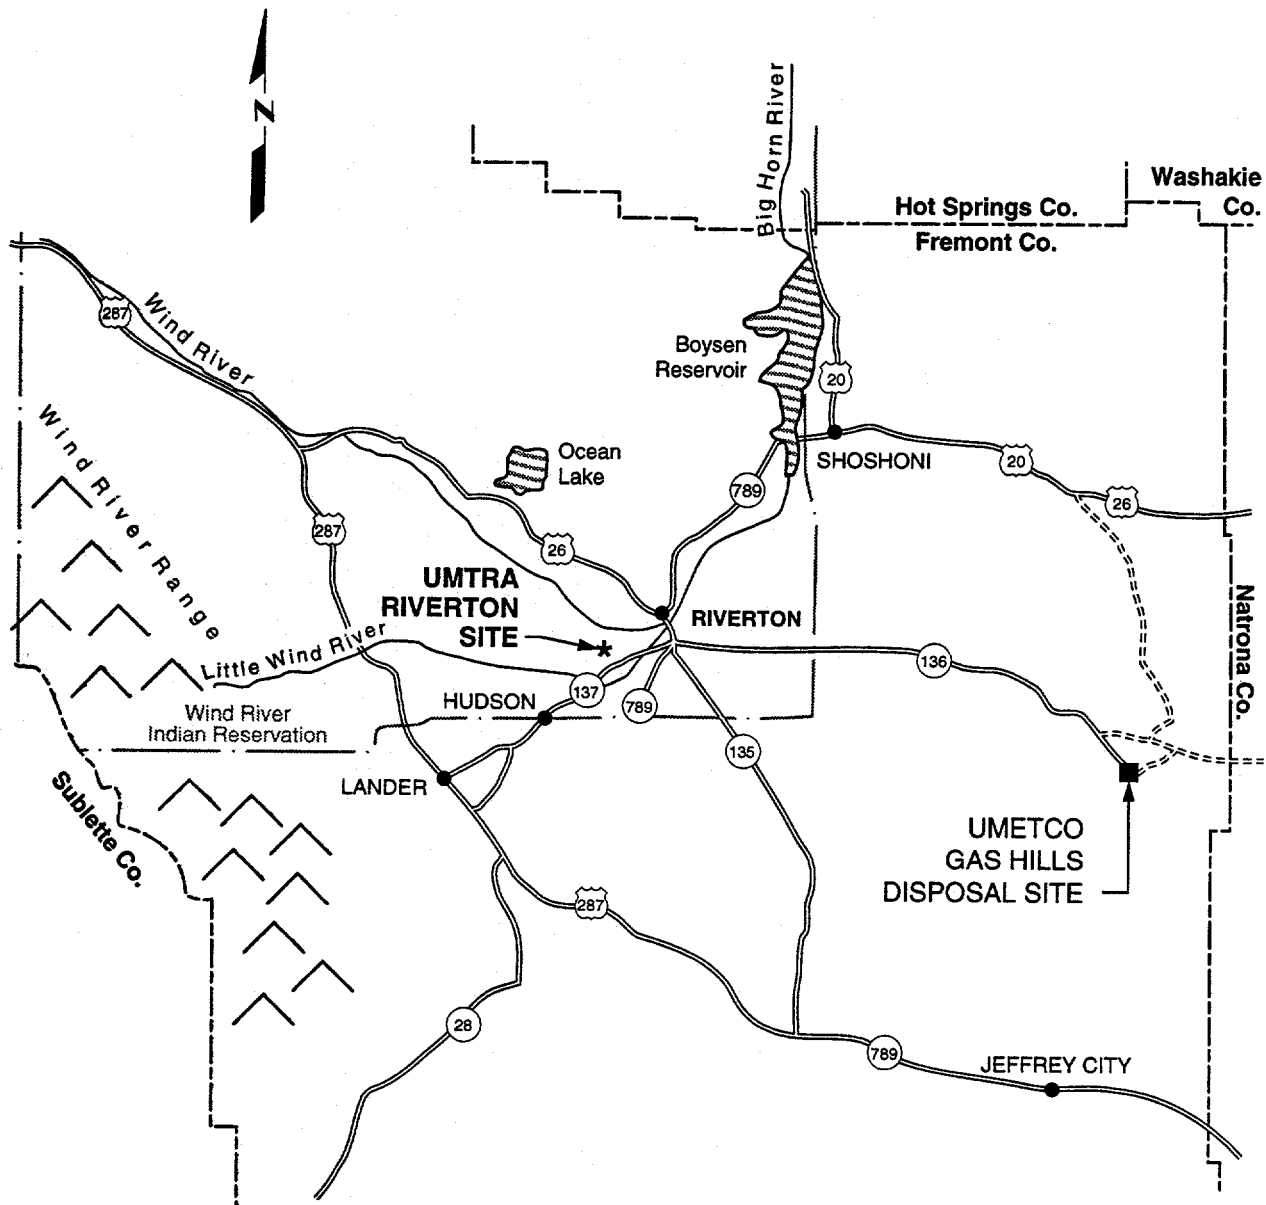 N
Big Horn River
Washakie
Co.
Hot Springs Co.
Fremont Co.
287
Wind River
Boysen
Reservoir
20
Wind River Range
Ocean
Lake
SHOSHONI
20
789
26
287
26
UMTRA
RIVERTON
SITE
*
RIVERTON
Natrona Co.
Little Wind River
136
137
HUDSON
789
Wind River
Indian Reservation
135
LANDER
Sublette Co.
UMETCO
GAS HILLS
DISPOSAL SITE
287
28
789
JEFFREY CITY